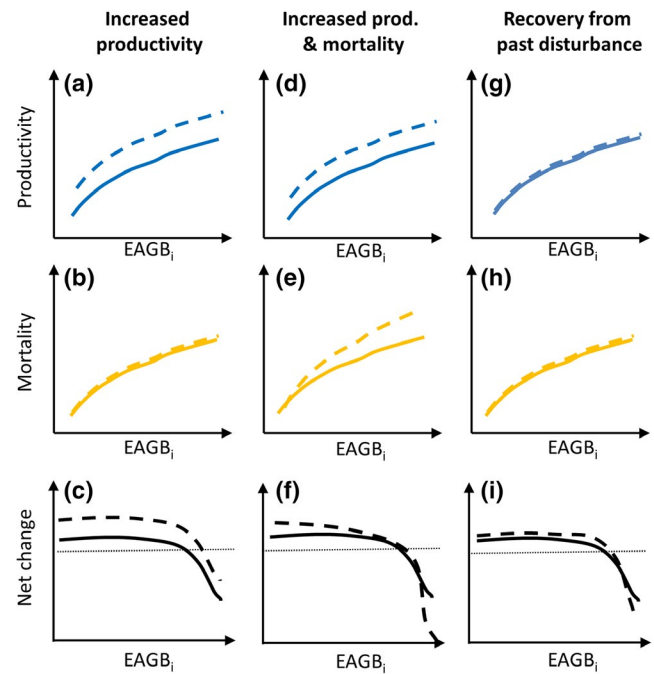 Increased
productivity
Increased prod.
& mortality
Recovery from
past disturbance
(a)
(d)
(g)
Productivity
EAGBi
EAGBi
EAGBi
(b)
(e)
(h)
Mortality
EAGBi
EAGBi
EAGBi
(c)
(f)
(i)
Net change
EAGBi
EAGBi
EAGBi